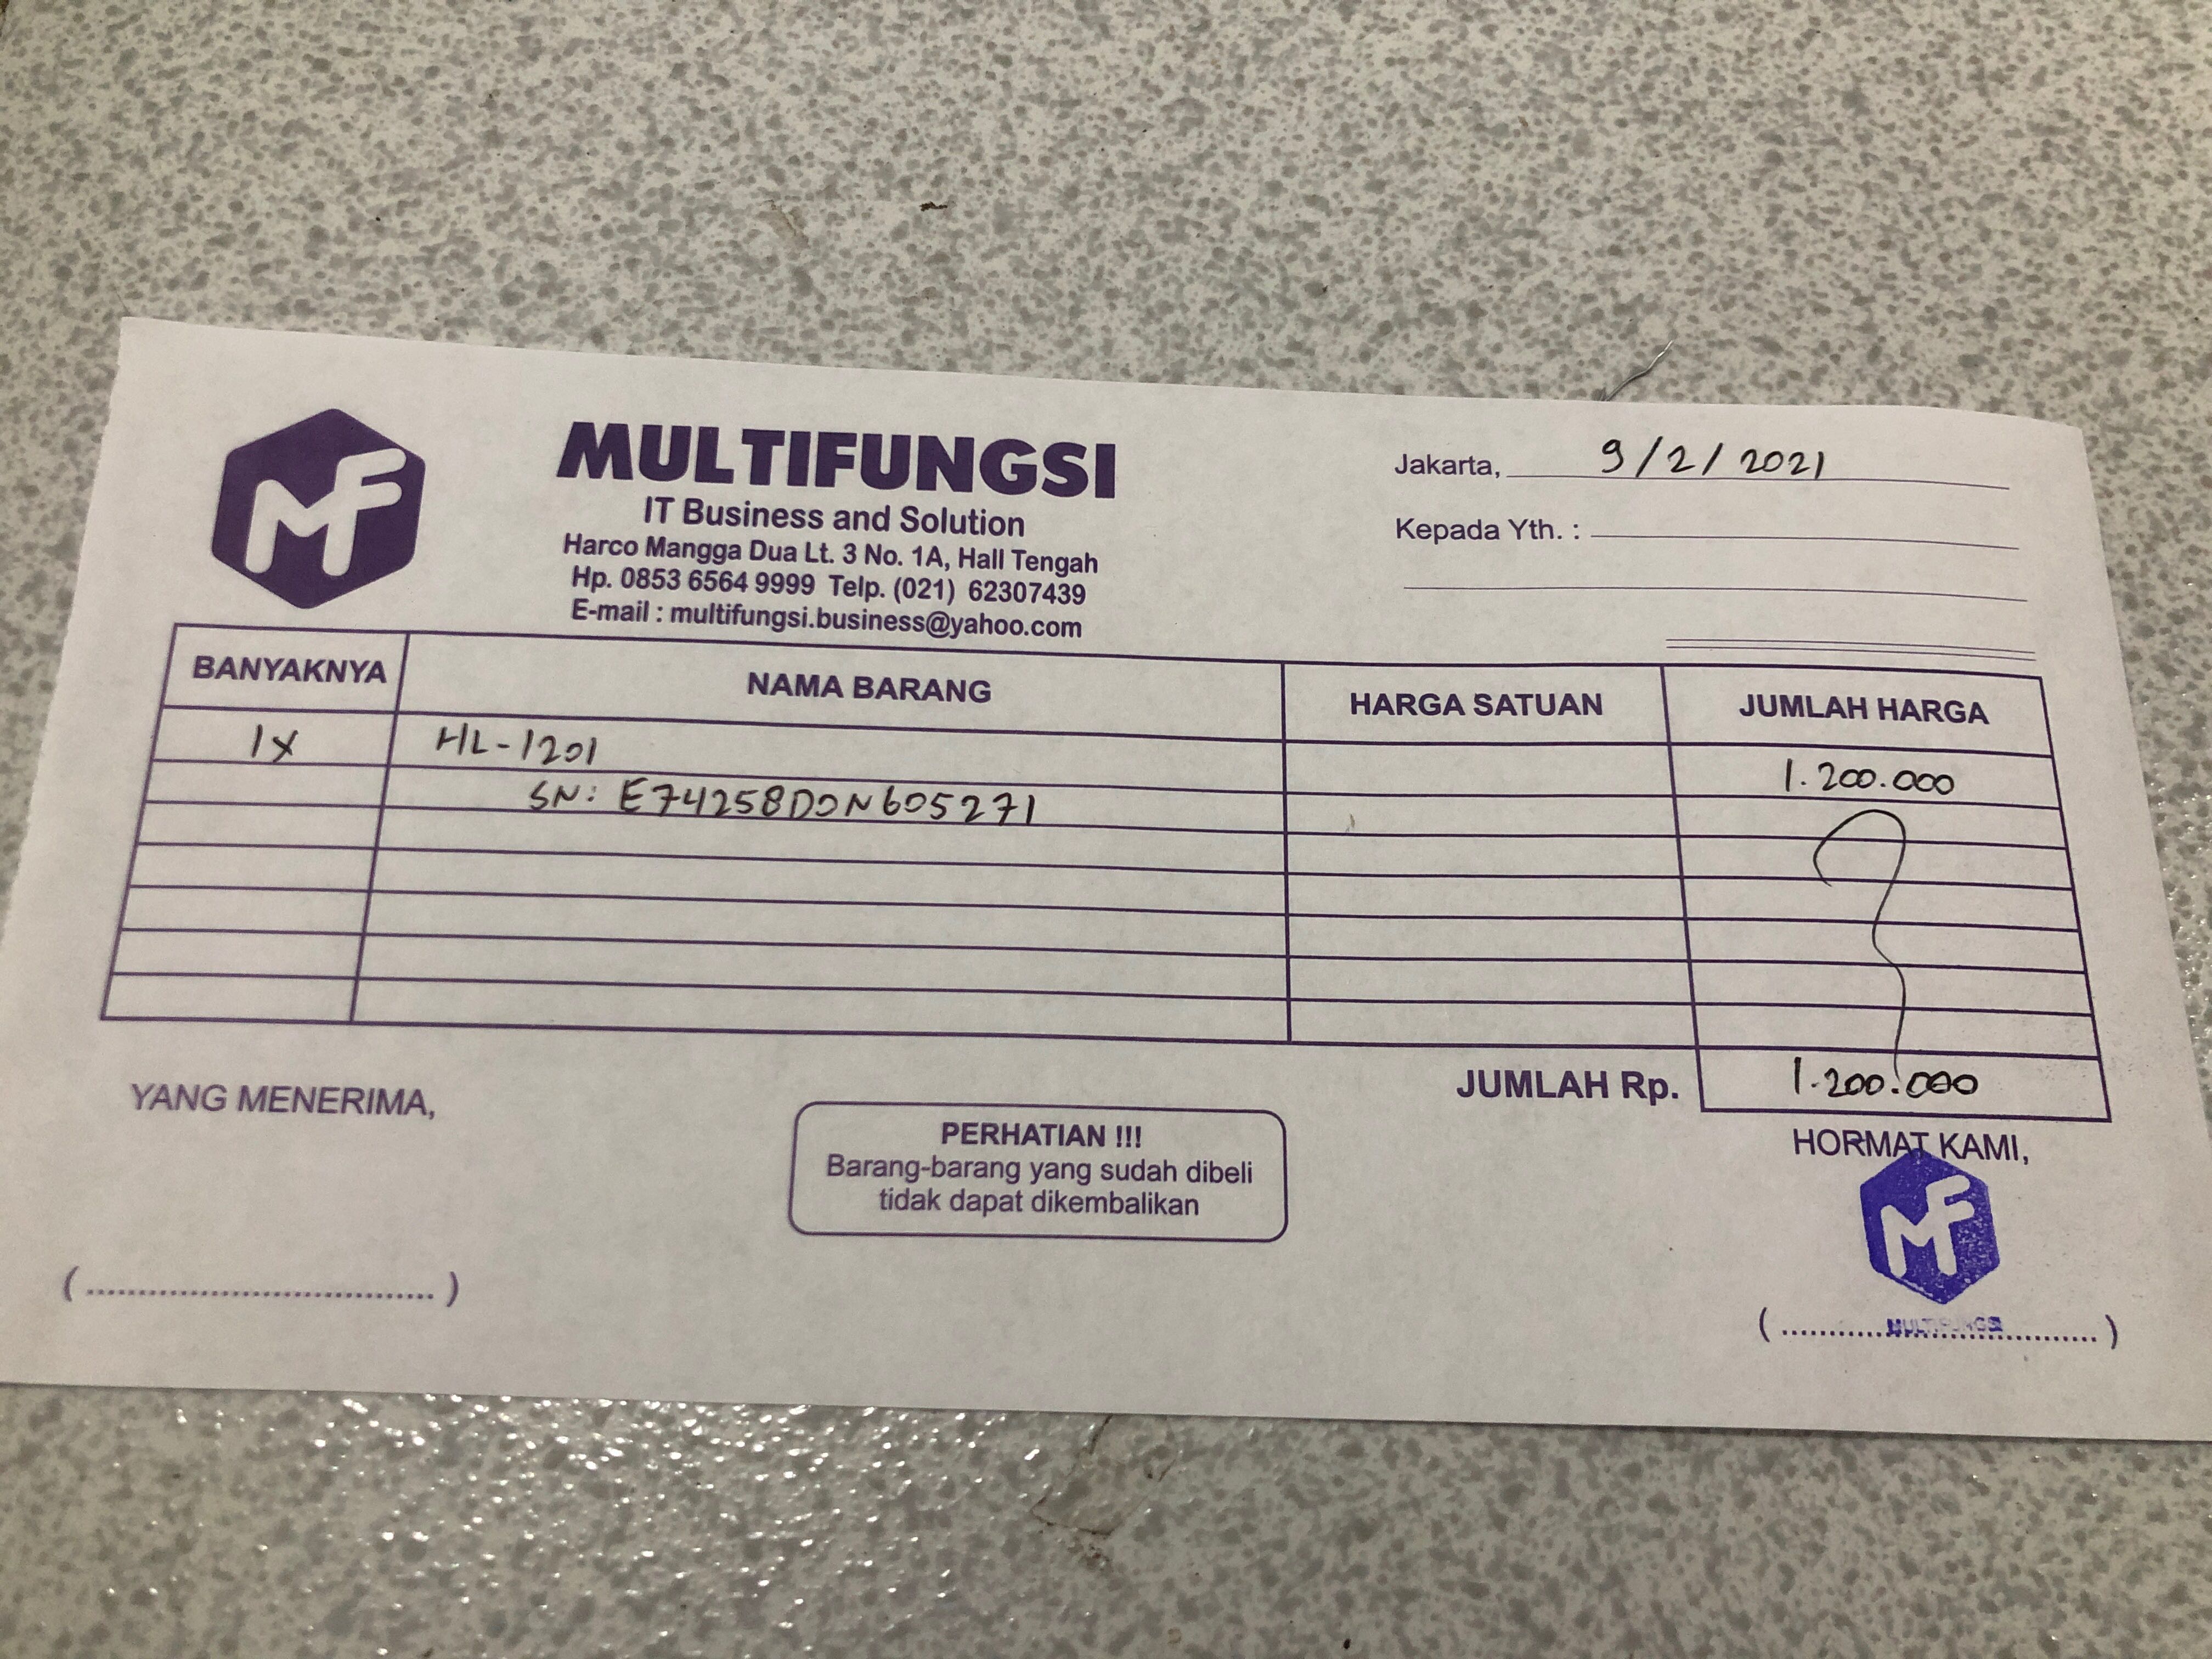 MF
MULTIFUNGSI
IT Business and Solution
Harco Mangga Dua Lt. 3 No. 1A, Hall Tengah
Hp. 0853 6564 9999 Telp. (021) 62307439
E-mail : multifungsi.business@yahoo.com
Jakarta, 9/2/2021
Kepada Yth. :
BANYAKNYA NAMA BARANG HARGA SATUAN JUMLAH HARGA
1x HL-1201 1.200.000
SN: E74258D0N605271
JUMLAH Rp. 1.200.000
YANG MENERIMA,
PERHATIAN !!!
Barang-barang yang sudah dibeli
tidak dapat dikembalikan
HORMAT KAMI,
MF
(..................................)
(.......MULTIFUNGSI.......)